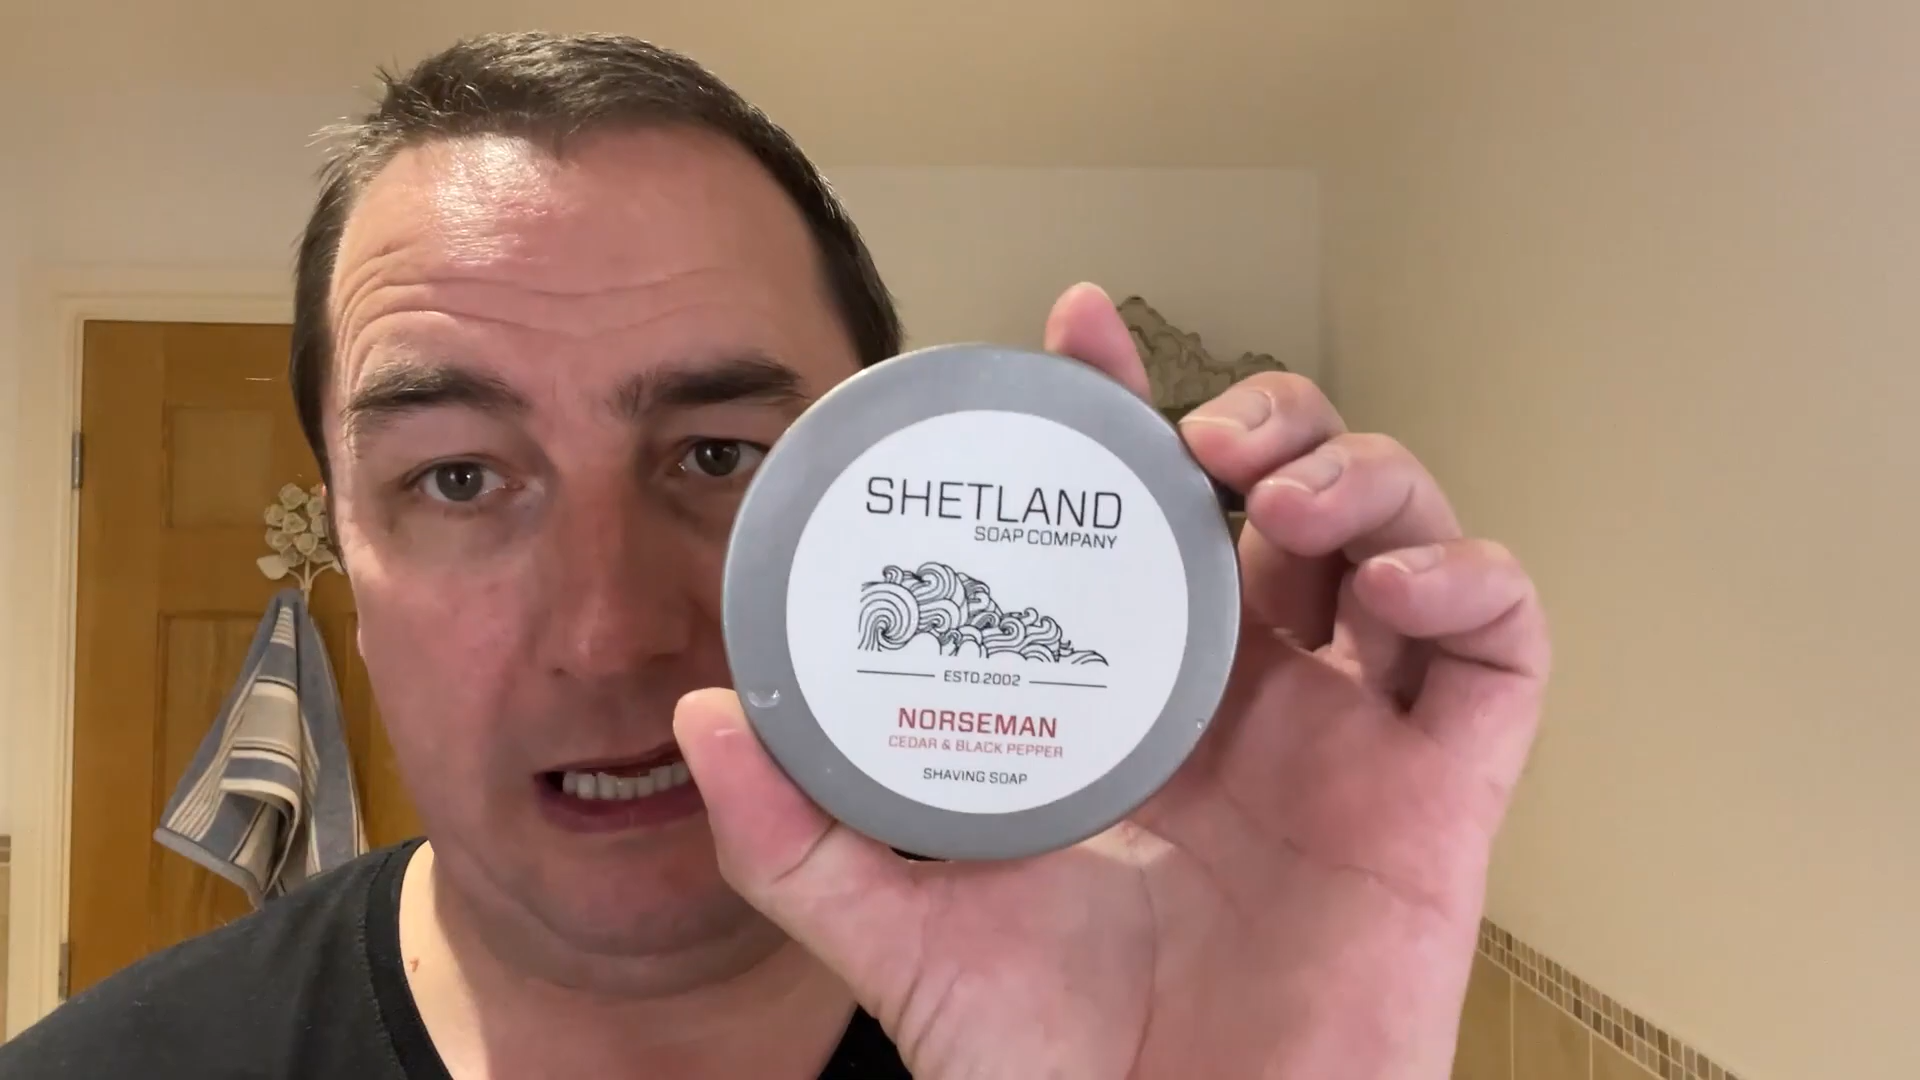 SHETLAND
SOAP COMPANY
ESTD 2002
NORSEMAN
CEDAR & BLACK PEPPER
SHAVING SOAP